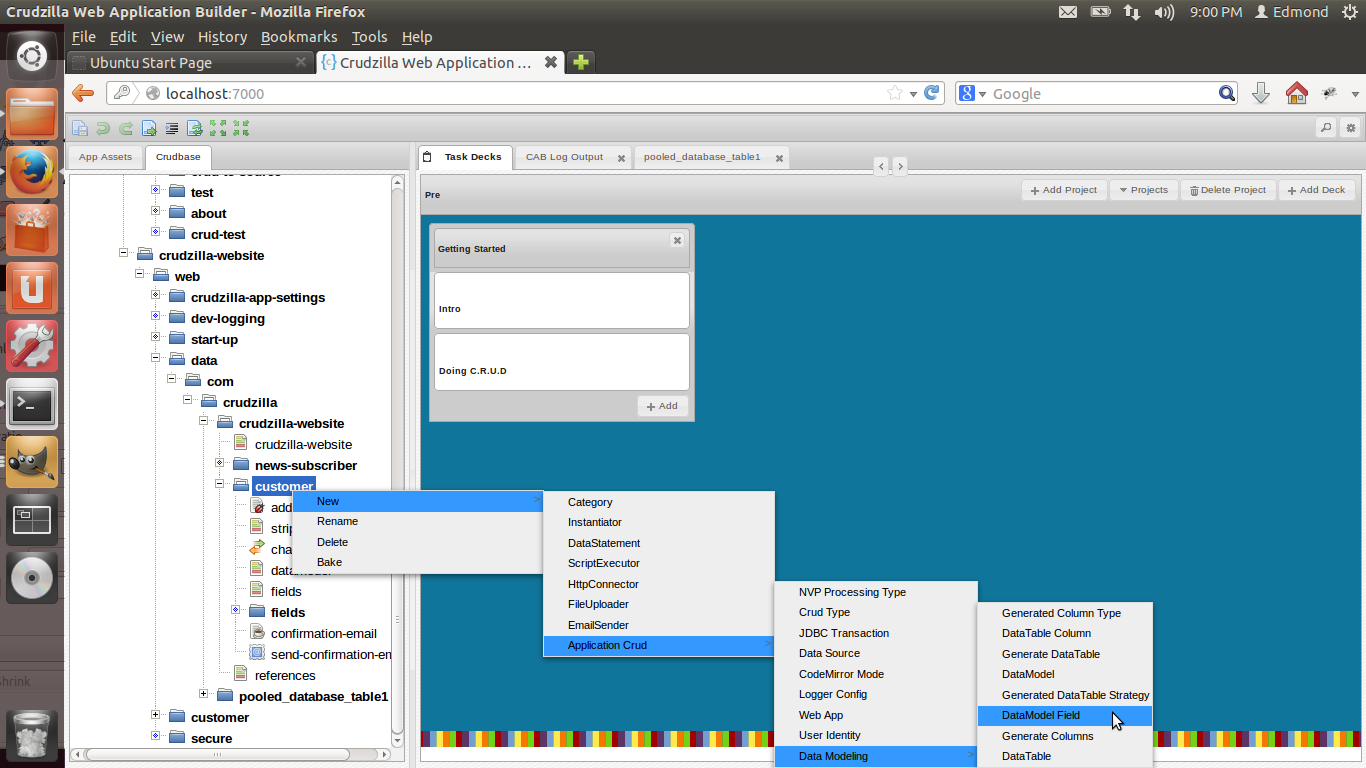 Crudzilla Web Application Builder - Mozilla Firefox
9:00 PM
Edmond
File Edit View History Bookmarks Tools Help
Ubuntu Start Page
{c} Crudzilla Web Application ...
localhost:7000
Google
App Assets
Crudbase
Task Decks
CAB Log Output
pooled_database_table1
Pre
Add Project
Projects
Delete Project
Add Deck
test
about
crud-test
crudzilla-website
web
crudzilla-app-settings
dev-logging
start-up
data
com
crudzilla
crudzilla-website
crudzilla-website
news-subscriber
customer
add
strip
cha
fields
fields
confirmation-email
send-confirmation-en
references
pooled_database_table1
customer
secure
Getting Started
Intro
Doing C.R.U.D
Add
New
Rename
Delete
Bake
Category
Instantiator
DataStatement
ScriptExecutor
HttpConnector
FileUploader
EmailSender
Application Crud
NVP Processing Type
Crud Type
JDBC Transaction
Data Source
CodeMirror Mode
Logger Config
Web App
User Identity
Data Modeling
Generated Column Type
DataTable Column
Generate DataTable
DataModel
Generated DataTable Strategy
DataModel Field
Generate Columns
DataTable
Shrink